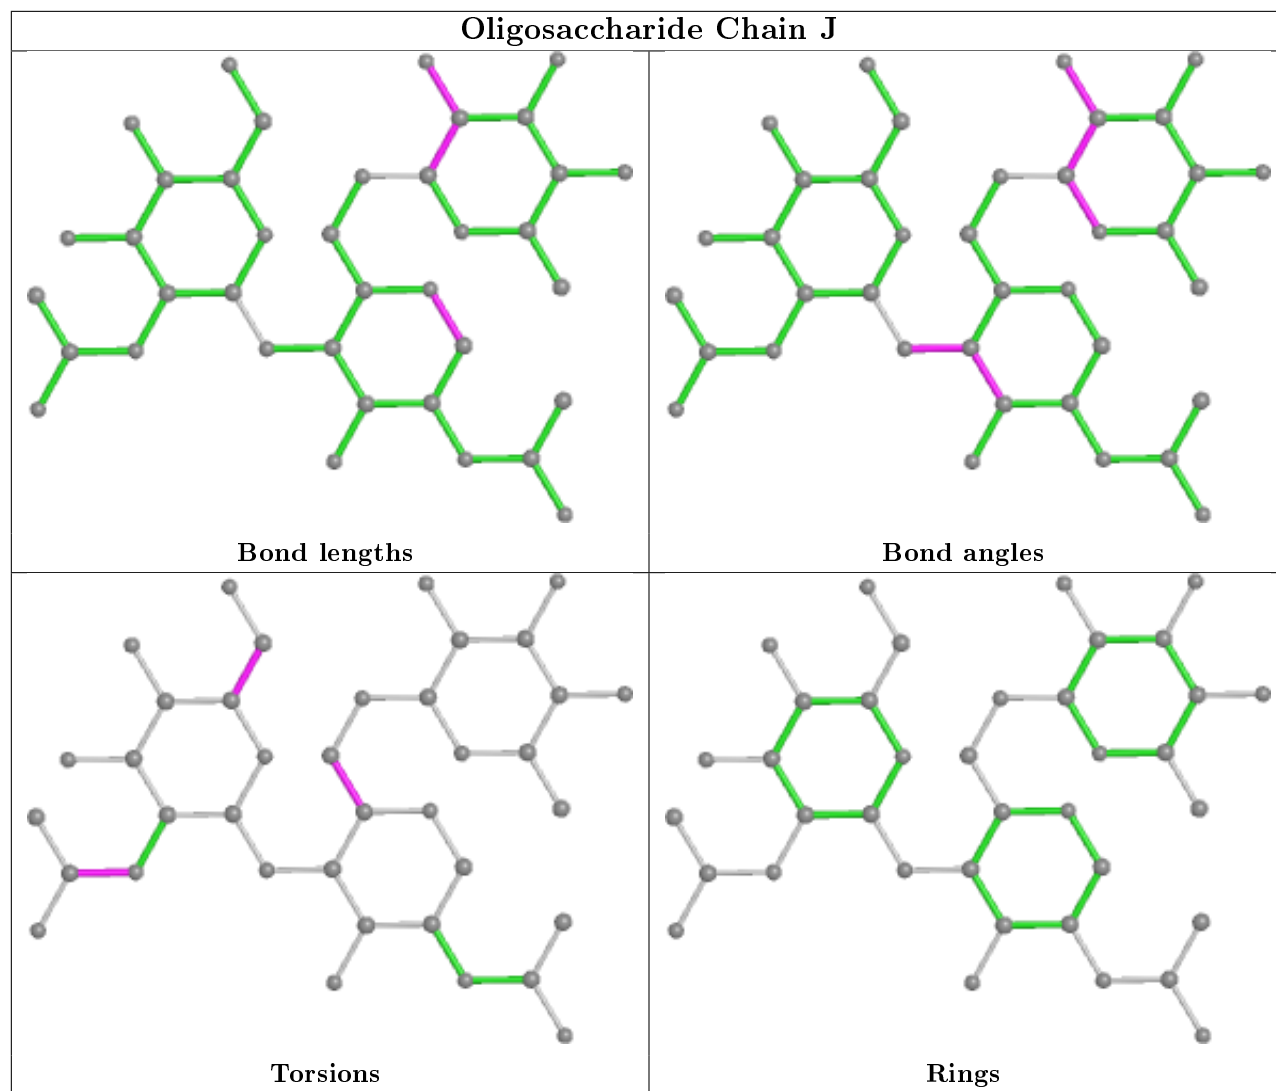 Oligosaccharide Chain J
Bond lengths
Bond angles
Torsions
Rings